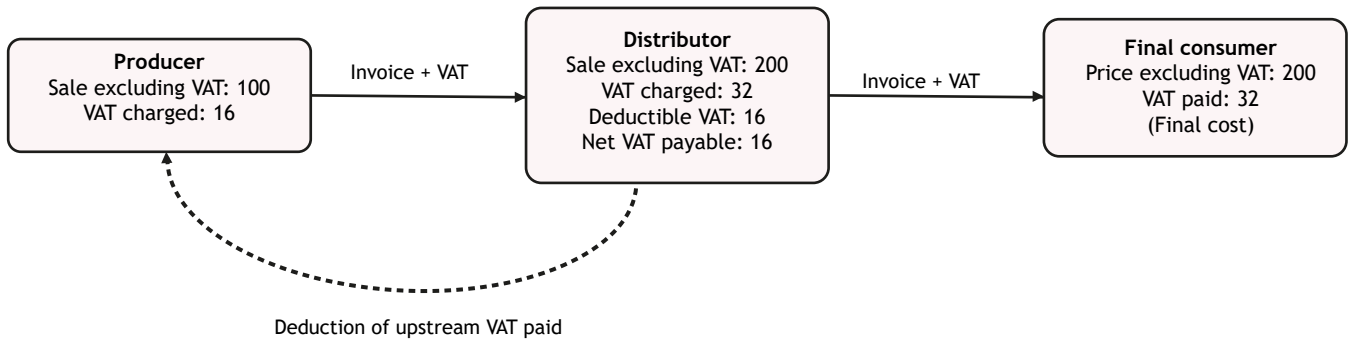 Producer
Sale excluding VAT: 100
VAT charged: 16
Invoice + VAT
Distributor
Sale excluding VAT: 200
VAT charged: 32
Deductible VAT: 16
Net VAT payable: 16
Invoice + VAT
Final consumer
Price excluding VAT: 200
VAT paid: 32
(Final cost)
Deduction of upstream VAT paid